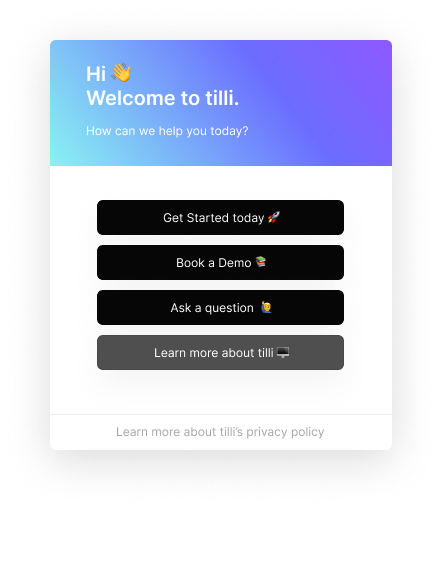 Hi 👋
Welcome to tilli.
How can we help you today?
Get Started today 🚀
Book a Demo 📚
Ask a question 🙋‍♂️
Learn more about tilli 🖥️
Learn more about tilli’s privacy policy